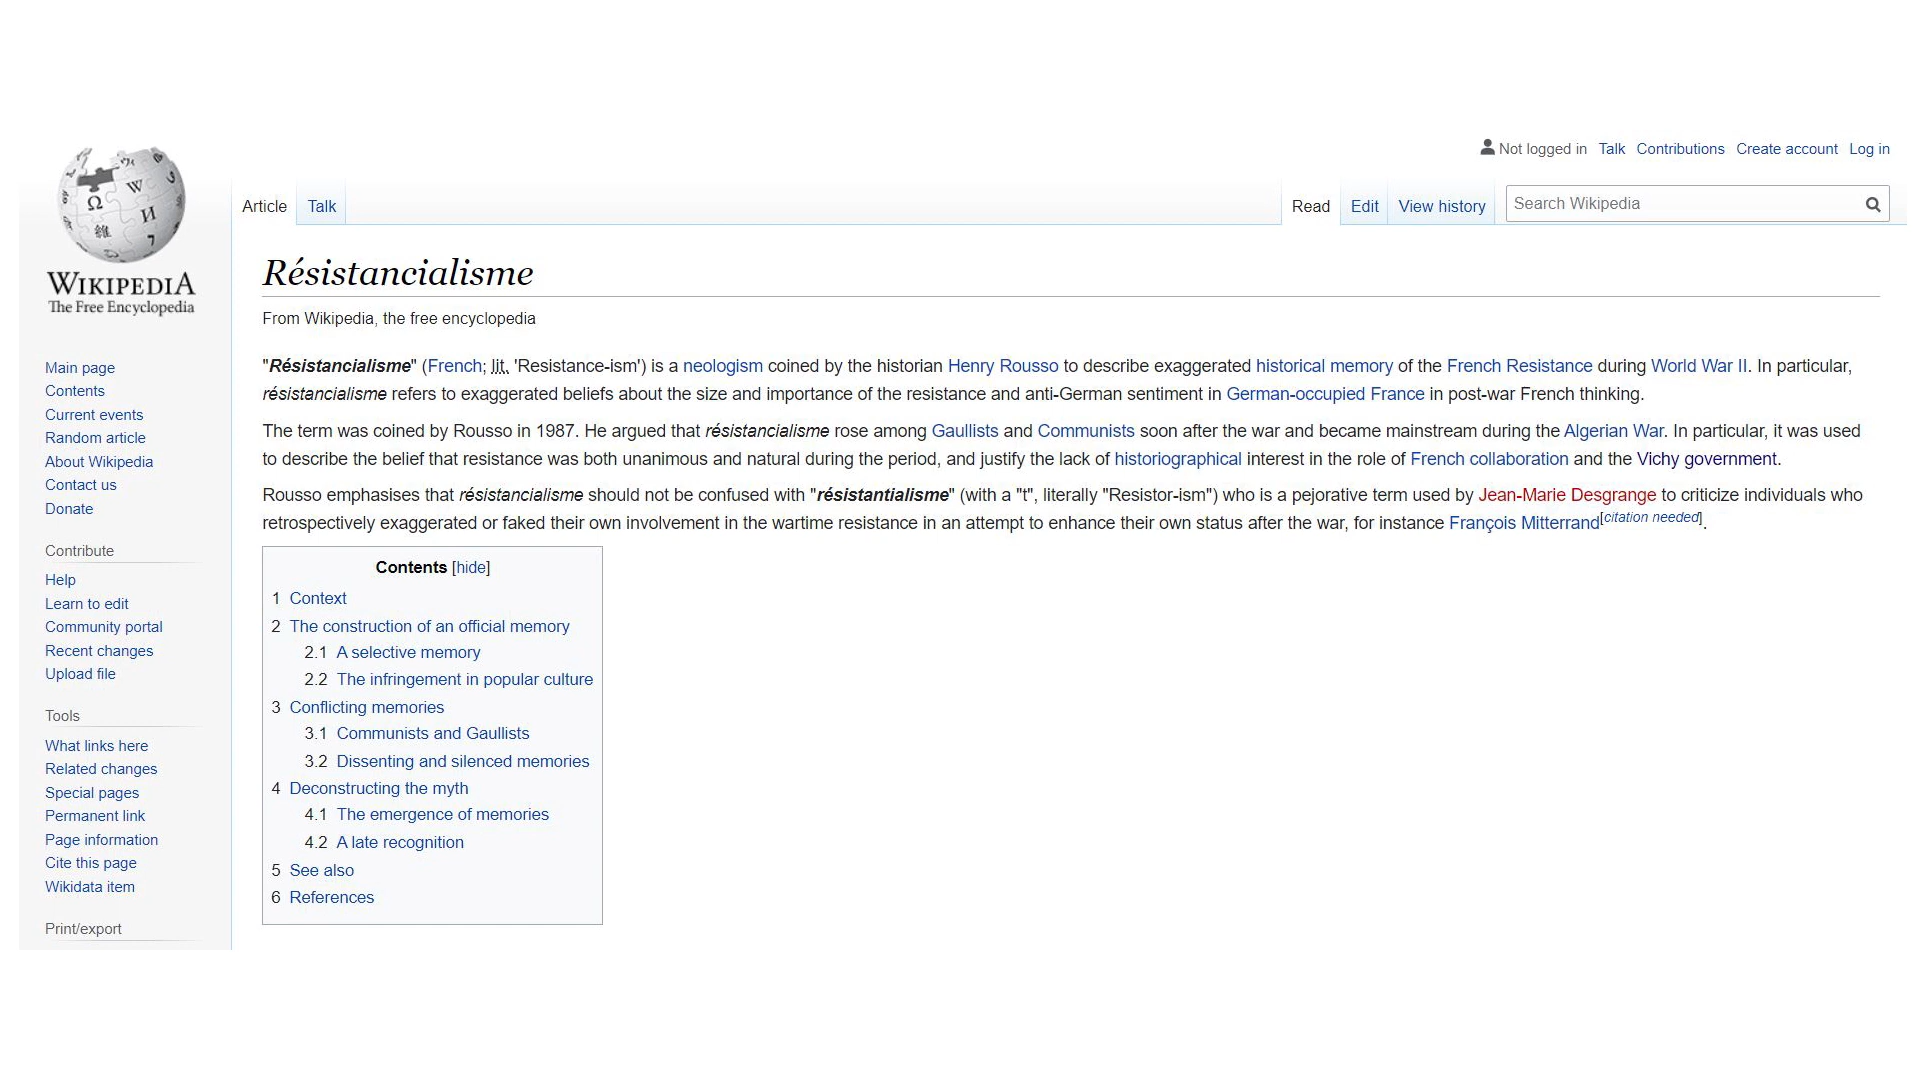 Not logged in Talk Contributions Create account Log in
Article Talk Read Edit View history Search Wikipedia
Ω W И 維 7
WIKIPEDIA
The Free Encyclopedia
Main page
Contents
Current events
Random article
About Wikipedia
Contact us
Donate
Contribute
Help
Learn to edit
Community portal
Recent changes
Upload file
Tools
What links here
Related changes
Special pages
Permanent link
Page information
Cite this page
Wikidata item
Print/export
Résistancialisme
From Wikipedia, the free encyclopedia
"Résistancialisme" (French; lit. 'Resistance-ism') is a neologism coined by the historian Henry Rousso to describe exaggerated historical memory of the French Resistance during World War II. In particular,
résistancialisme refers to exaggerated beliefs about the size and importance of the resistance and anti-German sentiment in German-occupied France in post-war French thinking.
The term was coined by Rousso in 1987. He argued that résistancialisme rose among Gaullists and Communists soon after the war and became mainstream during the Algerian War. In particular, it was used
to describe the belief that resistance was both unanimous and natural during the period, and justify the lack of historiographical interest in the role of French collaboration and the Vichy government.
Rousso emphasises that résistancialisme should not be confused with "résistantialisme" (with a "t", literally "Resistor-ism") who is a pejorative term used by Jean-Marie Desgrange to criticize individuals who
retrospectively exaggerated or faked their own involvement in the wartime resistance in an attempt to enhance their own status after the war, for instance François Mitterrand[citation needed].
Contents [hide]
1 Context
2 The construction of an official memory
2.1 A selective memory
2.2 The infringement in popular culture
3 Conflicting memories
3.1 Communists and Gaullists
3.2 Dissenting and silenced memories
4 Deconstructing the myth
4.1 The emergence of memories
4.2 A late recognition
5 See also
6 References